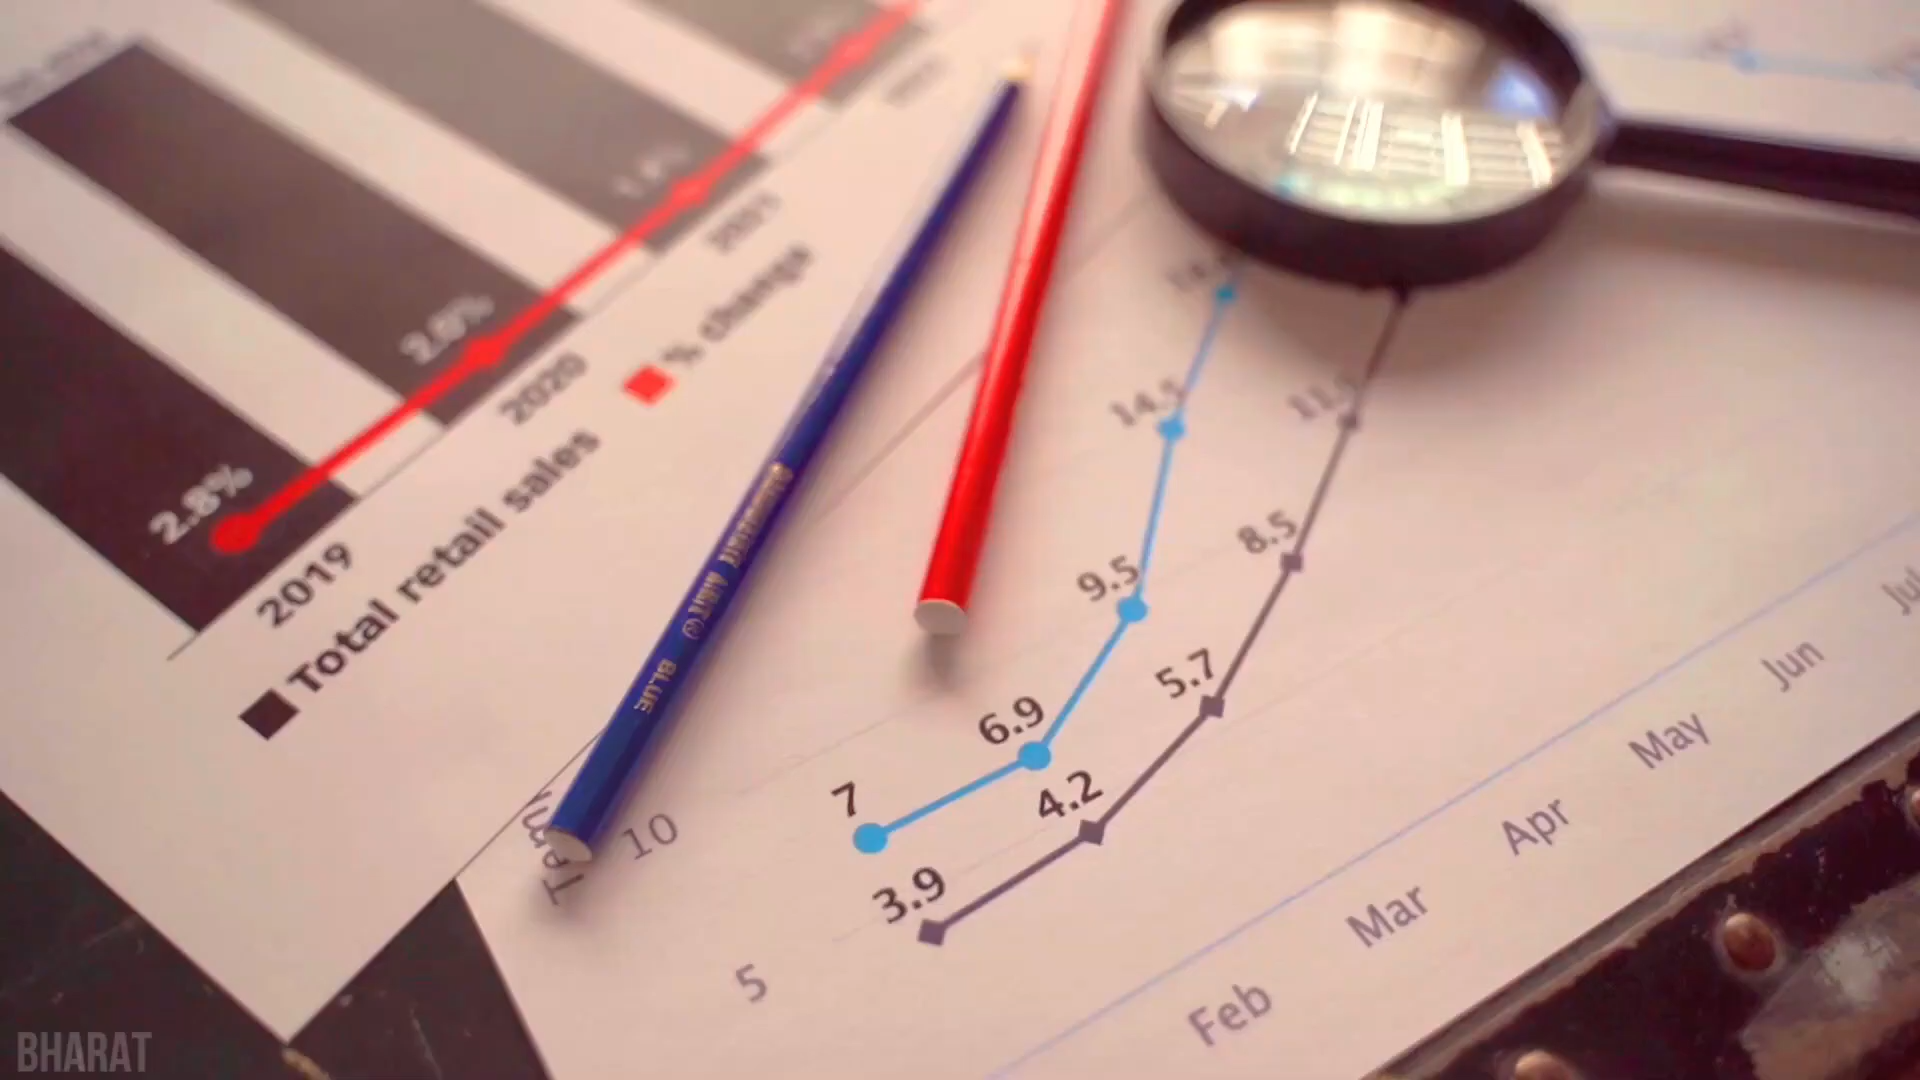 2.8%
2.0%
2019
2020
2021
Total retail sales
% change
BLUE
14.5
9.5
8.5
6.9
5.7
7
4.2
3.9
10
5
Feb
Mar
Apr
May
Jun
BHARAT